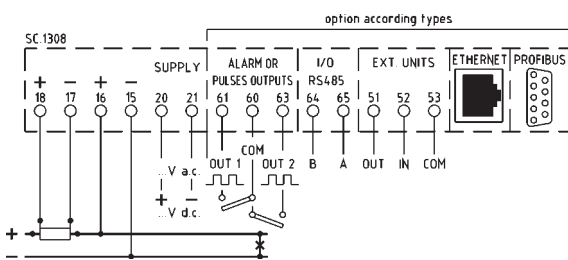 option according types
SC.1308
SUPPLY
ALARM OR
PULSES OUTPUTS
I/O
RS485
EXT. UNITS
ETHERNET
PROFIBUS
+ − + −
18 17 16 15 20 21 61 60 63 64 65 51 52 53
COM
OUT 1 OUT 2 B A OUT IN COM
...V a.c.
+ −
...V d.c.
+
−